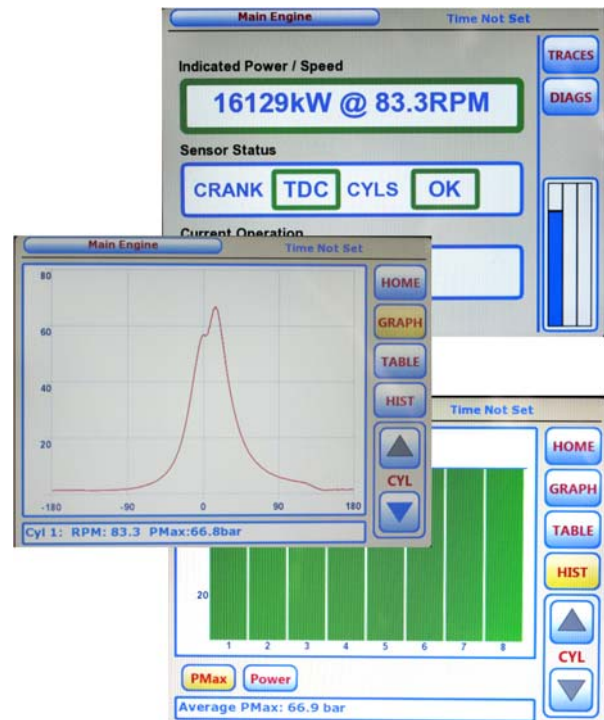 Main Engine
Time Not Set
Indicated Power / Speed
TRACES
16129kW @ 83.3RPM
DIAGS
Sensor Status
CRANK TDC CYLS OK
Current Operation
Main Engine
Time Not Set
80
HOME
60
GRAPH
40
TABLE
20
HIST
CYL
-180 -90 0 90 180
Cyl 1: RPM: 83.3 PMax:66.8bar
Time Not Set
HOME
GRAPH
TABLE
HIST
20
1 2 3 4 5 6 7 8
CYL
PMax Power
Average PMax: 66.9 bar